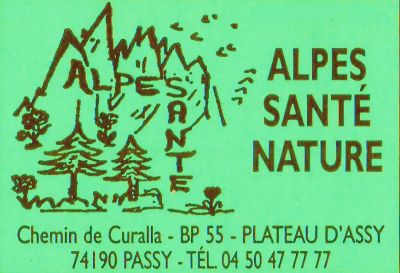 ALPES
SANTE
ALPES
SANTÉ
NATURE
Chemin de Curalla - BP 55 - PLATEAU D'ASSY
74190 PASSY - TÉL. 04 50 47 77 77